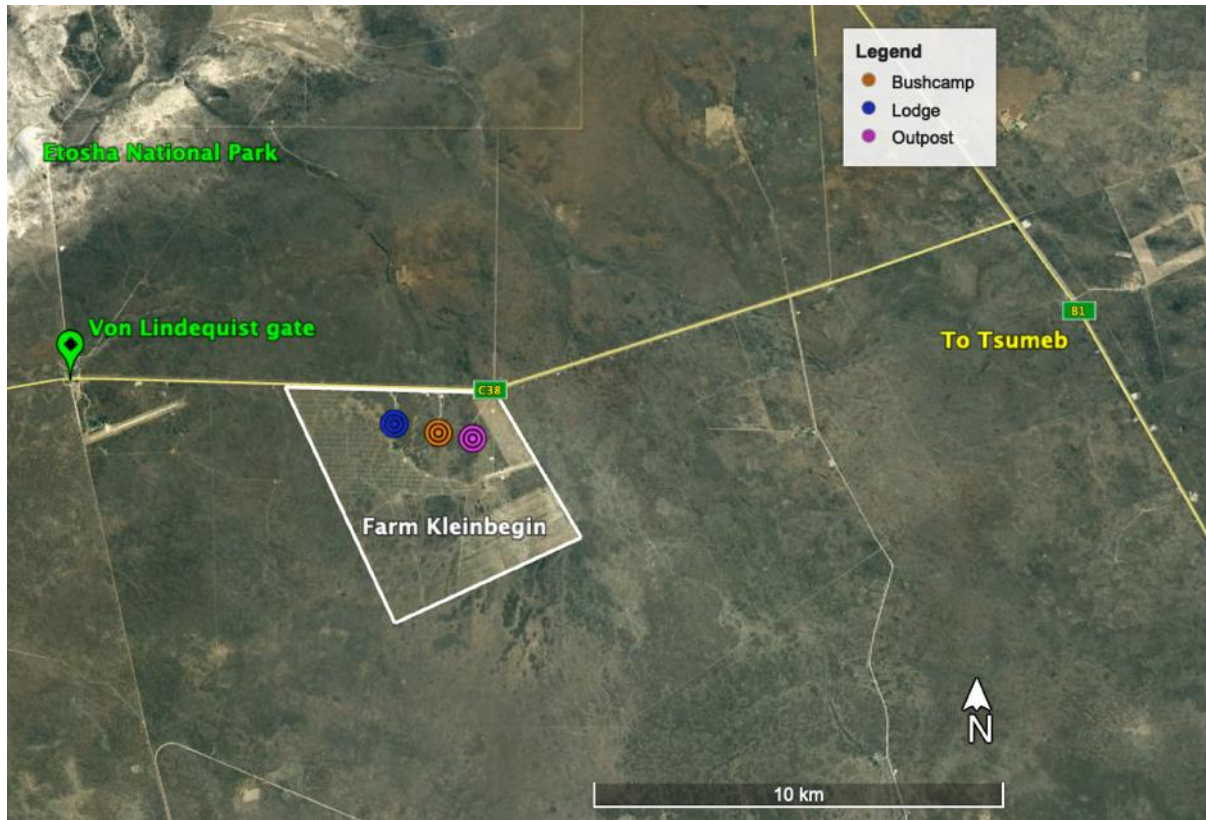 Legend
Bushcamp
Lodge
Outpost
Etosha National Park
Von Lindequist gate
B1
To Tsumeb
C38
Farm Kleinbegin
N
10 km